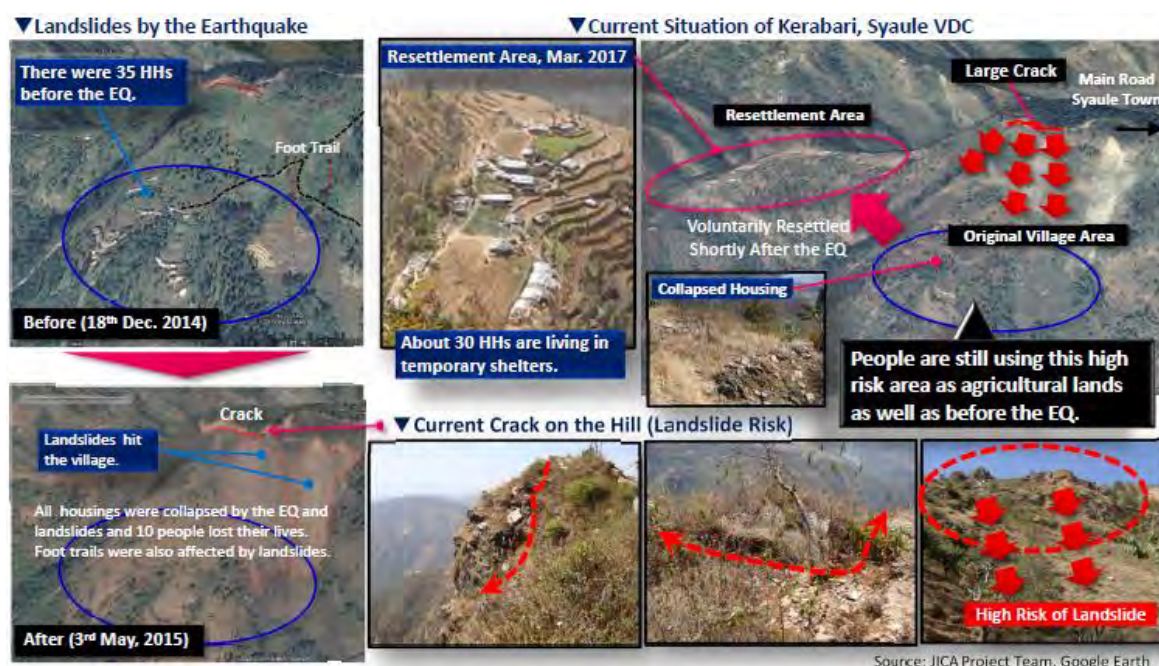 ▼Landslides by the Earthquake
There were 35 HHs
before the EQ.
Foot Trail
Before (18th Dec. 2014)
Crack
Landslides hit
the village.
All housings were collapsed by the EQ and
landslides and 10 people lost their lives.
Foot trails were also affected by landslides.
After (3rd May, 2015)
▼Current Situation of Kerabari, Syaule VDC
Resettlement Area, Mar. 2017
About 30 HHs are living in
temporary shelters.
Large Crack
Main Road
Syaule Town
Resettlement Area
Voluntarily Resettled
Shortly After the EQ
Original Village Area
Collapsed Housing
People are still using this high
risk area as agricultural lands
as well as before the EQ.
▼Current Crack on the Hill (Landslide Risk)
High Risk of Landslide
Source: JICA Project Team, Google Earth